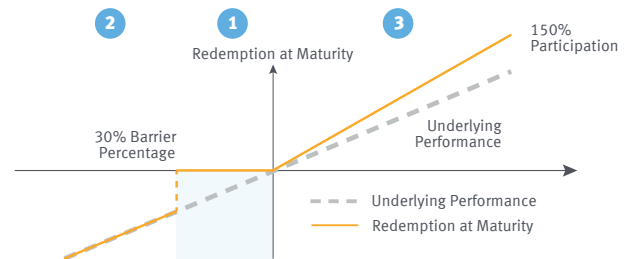 2
1
3
Redemption at Maturity
150%
Participation
30% Barrier
Percentage
Underlying
Performance
Underlying Performance
Redemption at Maturity